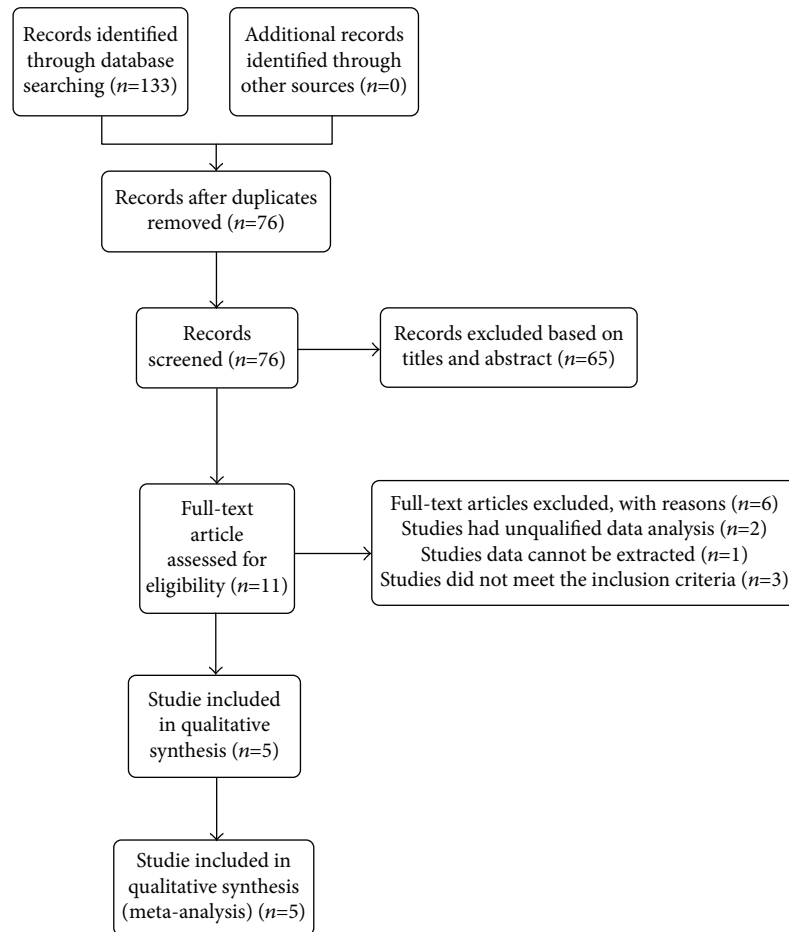 Records identified
through database
searching (n=133)
Additional records
identified through
other sources (n=0)
Records after duplicates
removed (n=76)
Records
screened (n=76)
Records excluded based on
titles and abstract (n=65)
Full-text
article
assessed for
eligibility (n=11)
Full-text articles excluded, with reasons (n=6)
Studies had unqualified data analysis (n=2)
Studies data cannot be extracted (n=1)
Studies did not meet the inclusion criteria (n=3)
Studie included
in qualitative
synthesis (n=5)
Studie included in
qualitative synthesis
(meta-analysis) (n=5)